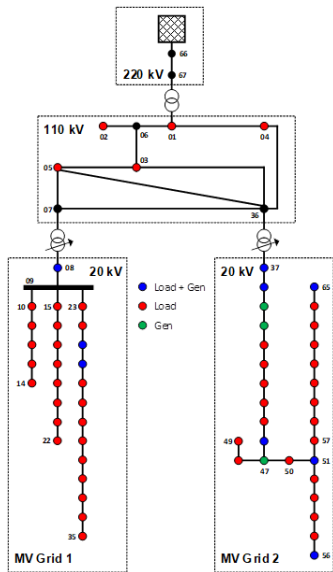 66
220 kV
67
110 kV
02
06
01
04
05
03
07
36
20 kV
08
09
10
15
23
14
22
35
MV Grid 1
Load + Gen
Load
Gen
20 kV
37
65
49
57
47
50
51
56
MV Grid 2